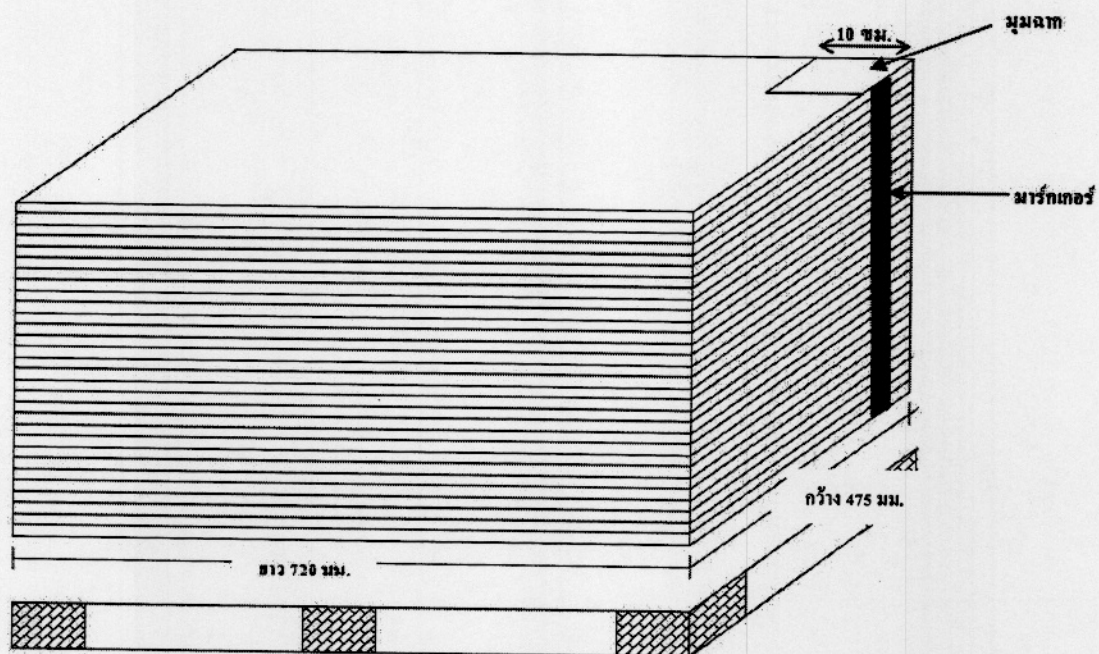 มุมฉาก
10 ซม.
มาร์กเกอร์
กว้าง 475 มม.
ยาว 720 มม.